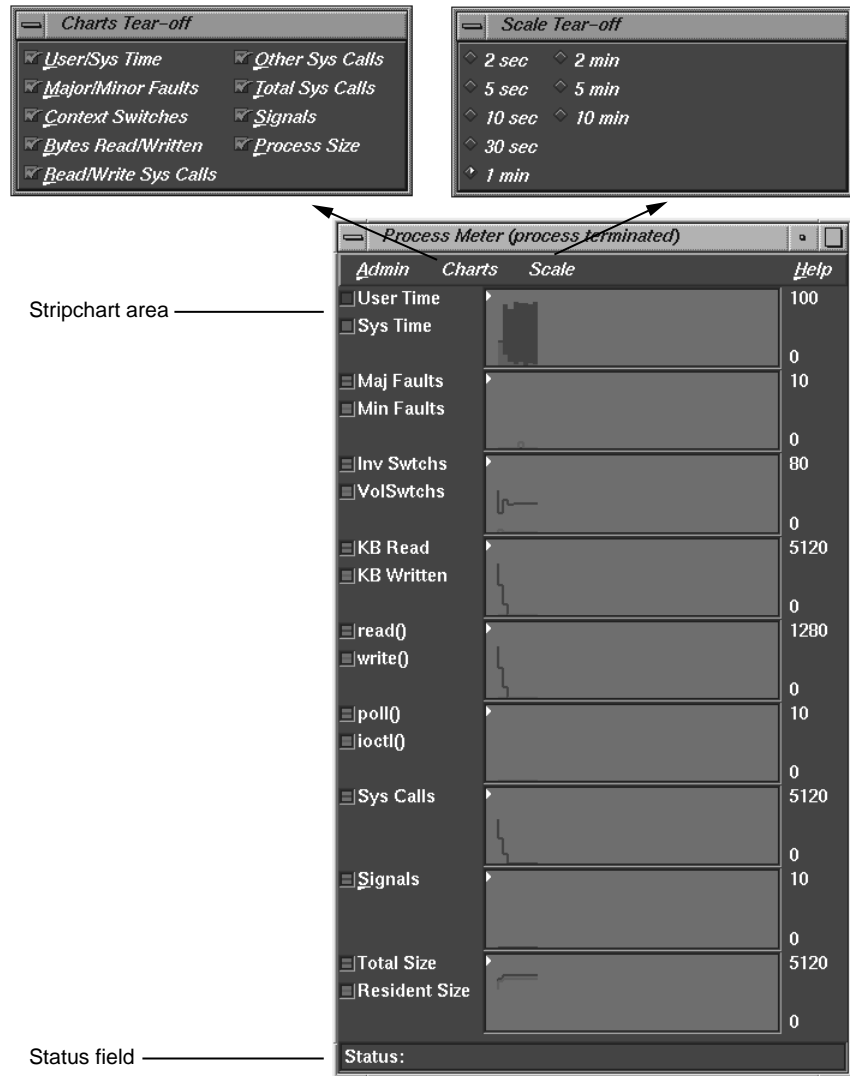 Charts Tear-off
User/Sys Time
Other Sys Calls
Major/Minor Faults
Total Sys Calls
Context Switches
Signals
Bytes Read/Written
Process Size
Read/Write Sys Calls
Scale Tear-off
2 sec
2 min
5 sec
5 min
10 sec
10 min
30 sec
1 min
Process Meter (process terminated)
Admin Charts Scale Help
Stripchart area
User Time
100
Sys Time
0
Maj Faults
10
Min Faults
0
Inv Swtchs
80
VolSwtchs
0
KB Read
5120
KB Written
0
read()
1280
write()
0
poll()
10
ioctl()
0
Sys Calls
5120
0
Signals
10
0
Total Size
5120
Resident Size
0
Status field
Status: